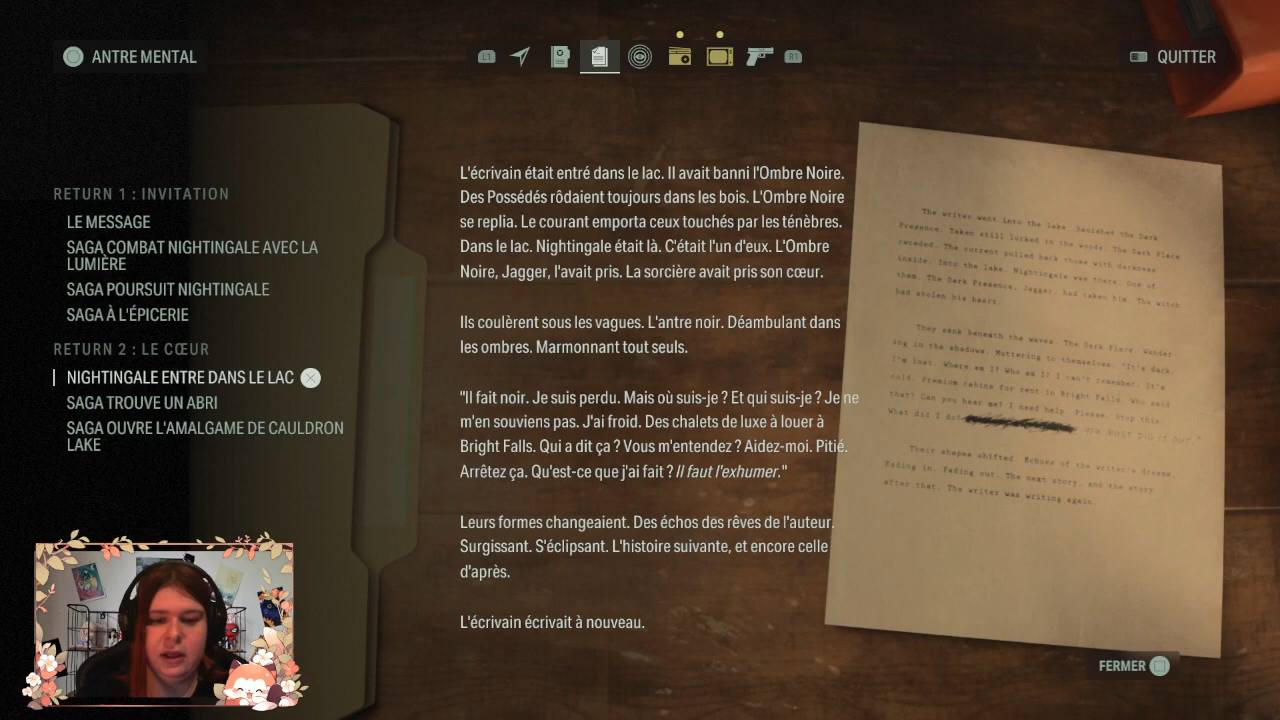 ANTRE MENTAL
L1
R1
QUITTER
RETURN 1 : INVITATION
LE MESSAGE
SAGA COMBAT NIGHTINGALE AVEC LA
LUMIÈRE
SAGA POURSUIT NIGHTINGALE
SAGA À L'ÉPICERIE
RETURN 2 : LE CŒUR
NIGHTINGALE ENTRE DANS LE LAC
SAGA TROUVE UN ABRI
SAGA OUVRE L'AMALGAME DE CAULDRON
LAKE
L'écrivain était entré dans le lac. Il avait banni l'Ombre Noire.
Des Possédés rôdaient toujours dans les bois. L'Ombre Noire
se replia. Le courant emporta ceux touchés par les ténèbres.
Dans le lac. Nightingale était là. C'était l'un d'eux. L'Ombre
Noire, Jagger, l'avait pris. La sorcière avait pris son cœur.
Ils coulèrent sous les vagues. L'antre noir. Déambulant dans
les ombres. Marmonnant tout seuls.
"Il fait noir. Je suis perdu. Mais où suis-je ? Et qui suis-je ? Je ne
m'en souviens pas. J'ai froid. Des chalets de luxe à louer à
Bright Falls. Qui a dit ça ? Vous m'entendez ? Aidez-moi. Pitié.
Arrêtez ça. Qu'est-ce que j'ai fait ? Il faut l'exhumer."
Leurs formes changeaient. Des échos des rêves de l'auteur.
Surgissant. S'éclipsant. L'histoire suivante, et encore celle
d'après.
L'écrivain écrivait à nouveau.
The writer went into the lake. Banished the Dark
Presence. Taken still lurked in the woods. The Dark Place
receded. The current pulled back those with darkness
inside. Into the lake. Nightingale was there. One of
them. The Dark Presence, Jagger, had taken him. The witch
had stolen his heart.
They sank beneath the waves. The Dark Place. Wander-
ing in the shadows. Muttering to themselves. "It's dark.
I'm lost. Where am I? Who am I? I can't remember. It's
cold. Premium cabins for rent in Bright Falls. Who said
that? Can you hear me? I need help. Please. Stop this.
What did I do? YOU MUST DIG IT OUT."
Their shapes shifted. Echoes of the writer's dreams.
Fading in. Fading out. The next story, and the story
after that. The writer was writing again.
FERMER